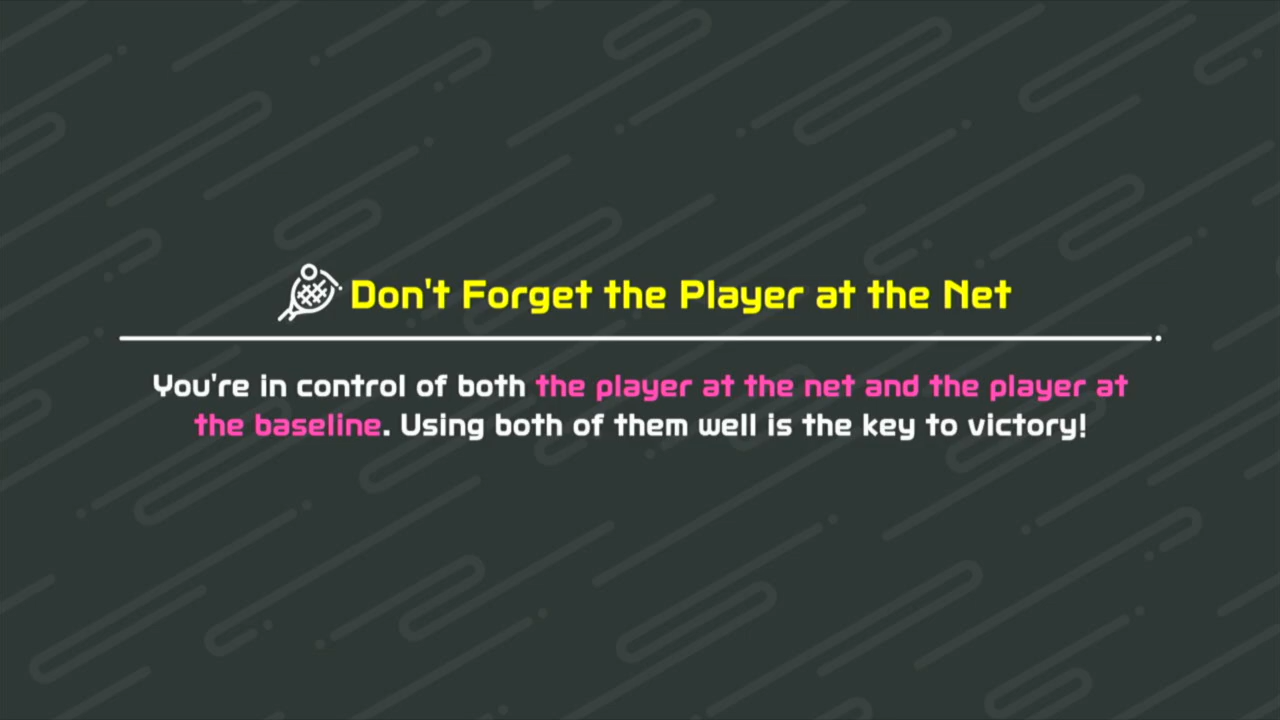 Don't Forget the Player at the Net
You're in control of both the player at the net and the player at
the baseline. Using both of them well is the key to victory!